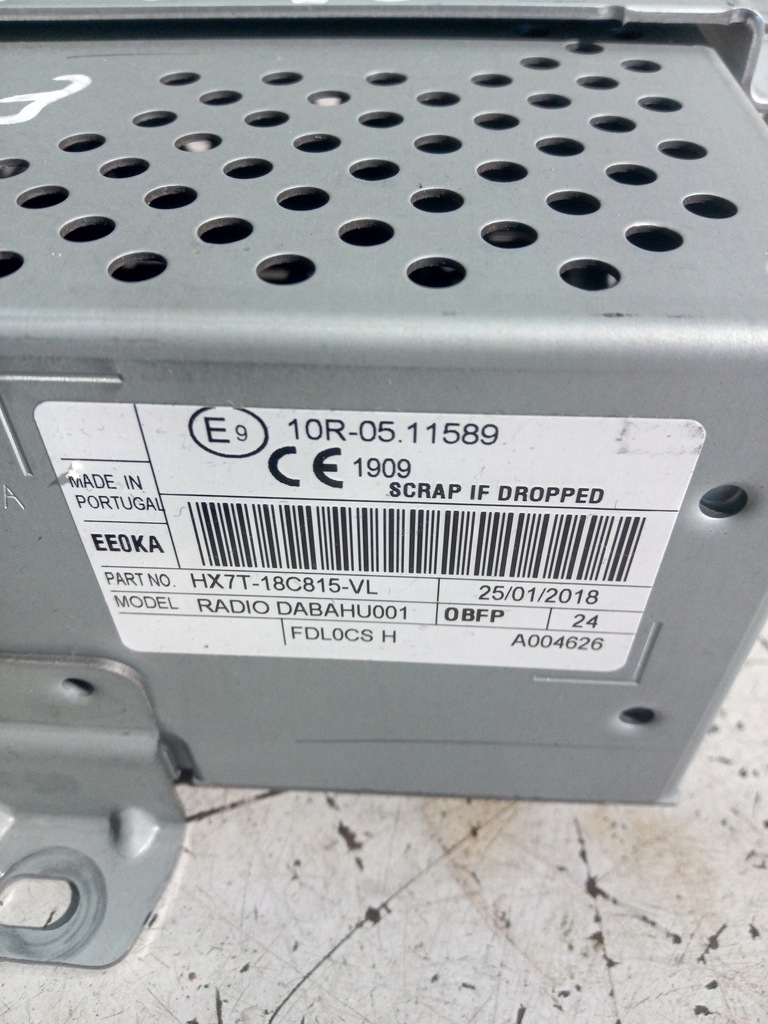 E9 10R-05.11589
CE 1909
SCRAP IF DROPPED
MADE IN
PORTUGAL
EE0KA
PART NO. HX7T-18C815-VL 25/01/2018
MODEL RADIO DABAHU001 0BFP 24
FDL0CS H A004626
A